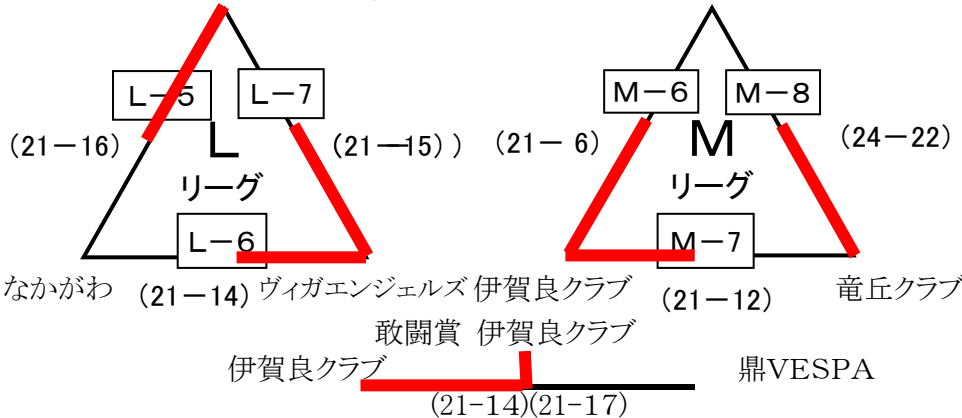 L-5 L-7 M-6 M-8
(21-16) L (21-15)) (21- 6) M (24-22)
リーグ リーグ
L-6 M-7
なかがわ (21-14) ヴィガエンジェルズ 伊賀良クラブ (21-12) 竜丘クラブ
敢闘賞 伊賀良クラブ
伊賀良クラブ 鼎VESPA
(21-14)(21-17)